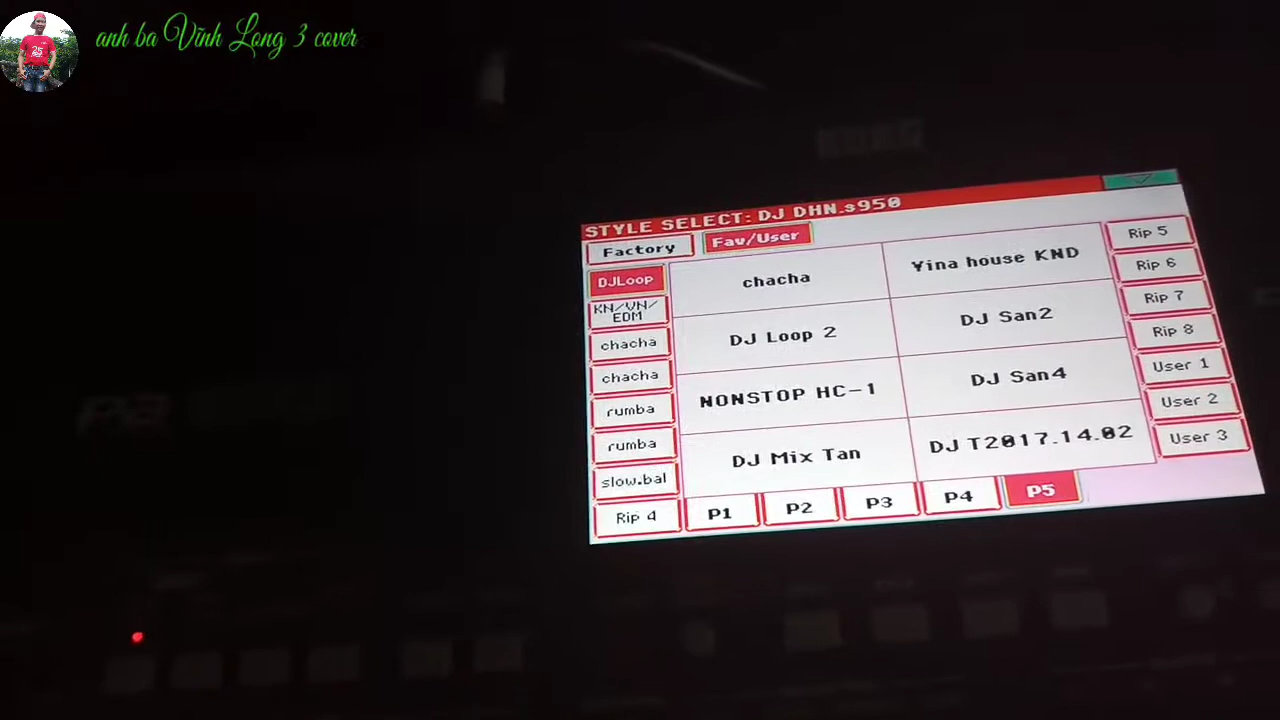 anh ba Vĩnh Long 3 cover
KORG
STYLE SELECT: DJ DHN.s950
Factory
Fav/User
DJLoop
KN/VN/
EDM
chacha
chacha
rumba
rumba
slow.bal
Rip 4
chacha
Vina house KND
DJ Loop 2
DJ San2
NONSTOP HC-1
DJ San4
DJ Mix Tan
DJ T2017.14.02
Rip 5
Rip 6
Rip 7
Rip 8
User 1
User 2
User 3
P1
P2
P3
P4
P5